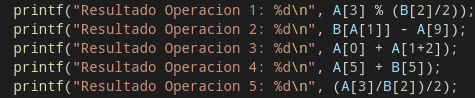 printf("Resultado Operacion 1: %d\n", A[3] % (B[2]/2));
printf("Resultado Operacion 2: %d\n", B[A[1]] - A[9]);
printf("Resultado Operacion 3: %d\n", A[0] + A[1+2]);
printf("Resultado Operacion 4: %d\n", A[5] + B[5]);
printf("Resultado Operacion 5: %d\n", (A[3]/B[2])/2);